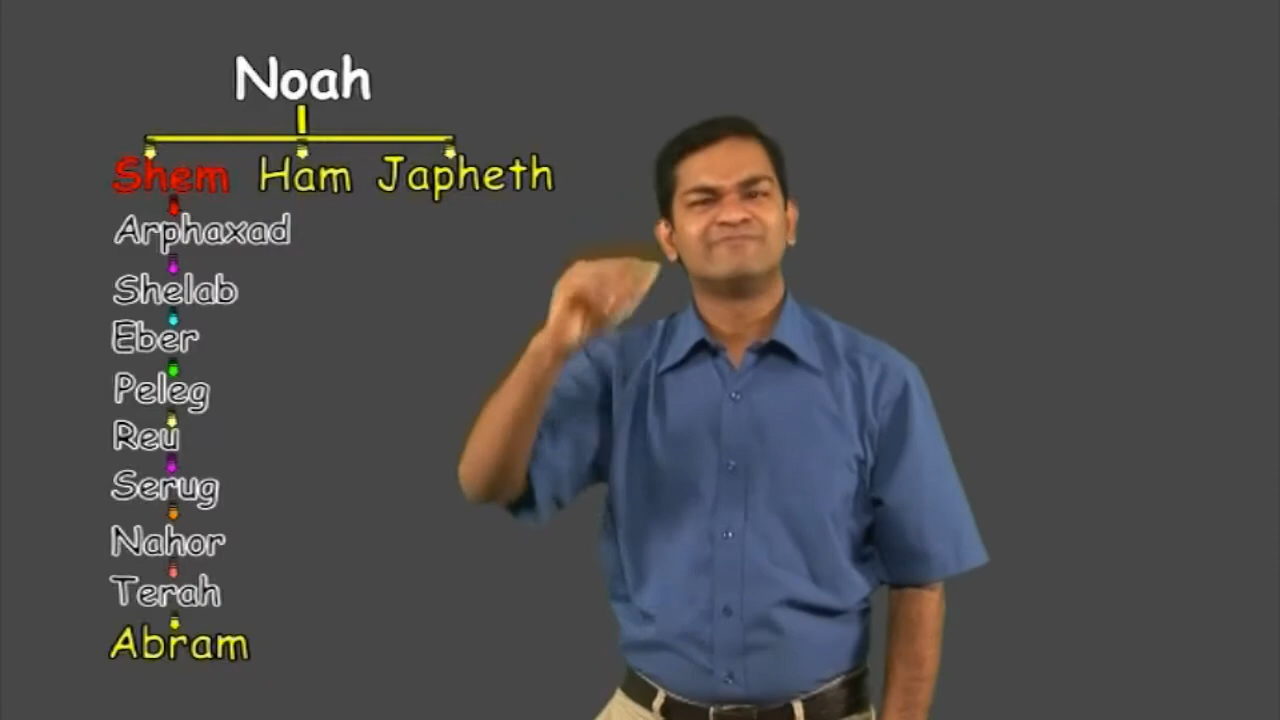 Noah
Shem Ham Japheth
Arphaxad
Shelab
Eber
Peleg
Reu
Serug
Nahor
Terah
Abram